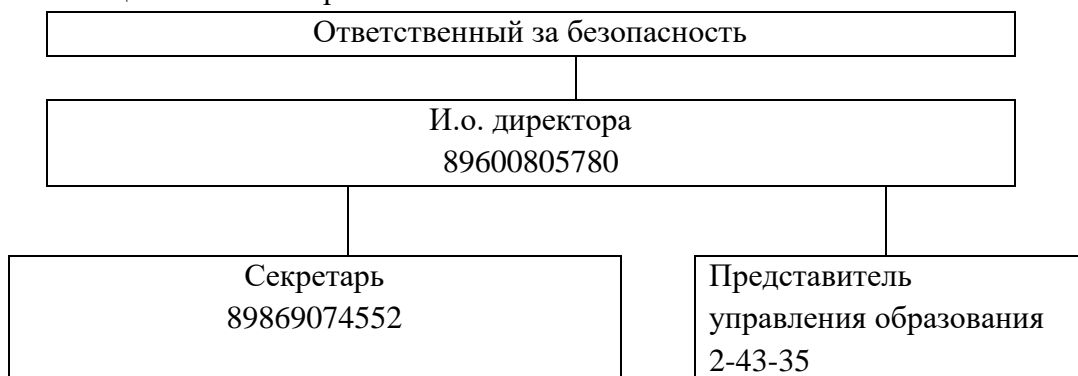 Ответственный за безопасность
И.о. директора
89600805780
Секретарь
89869074552
Представитель
управления образования
2-43-35